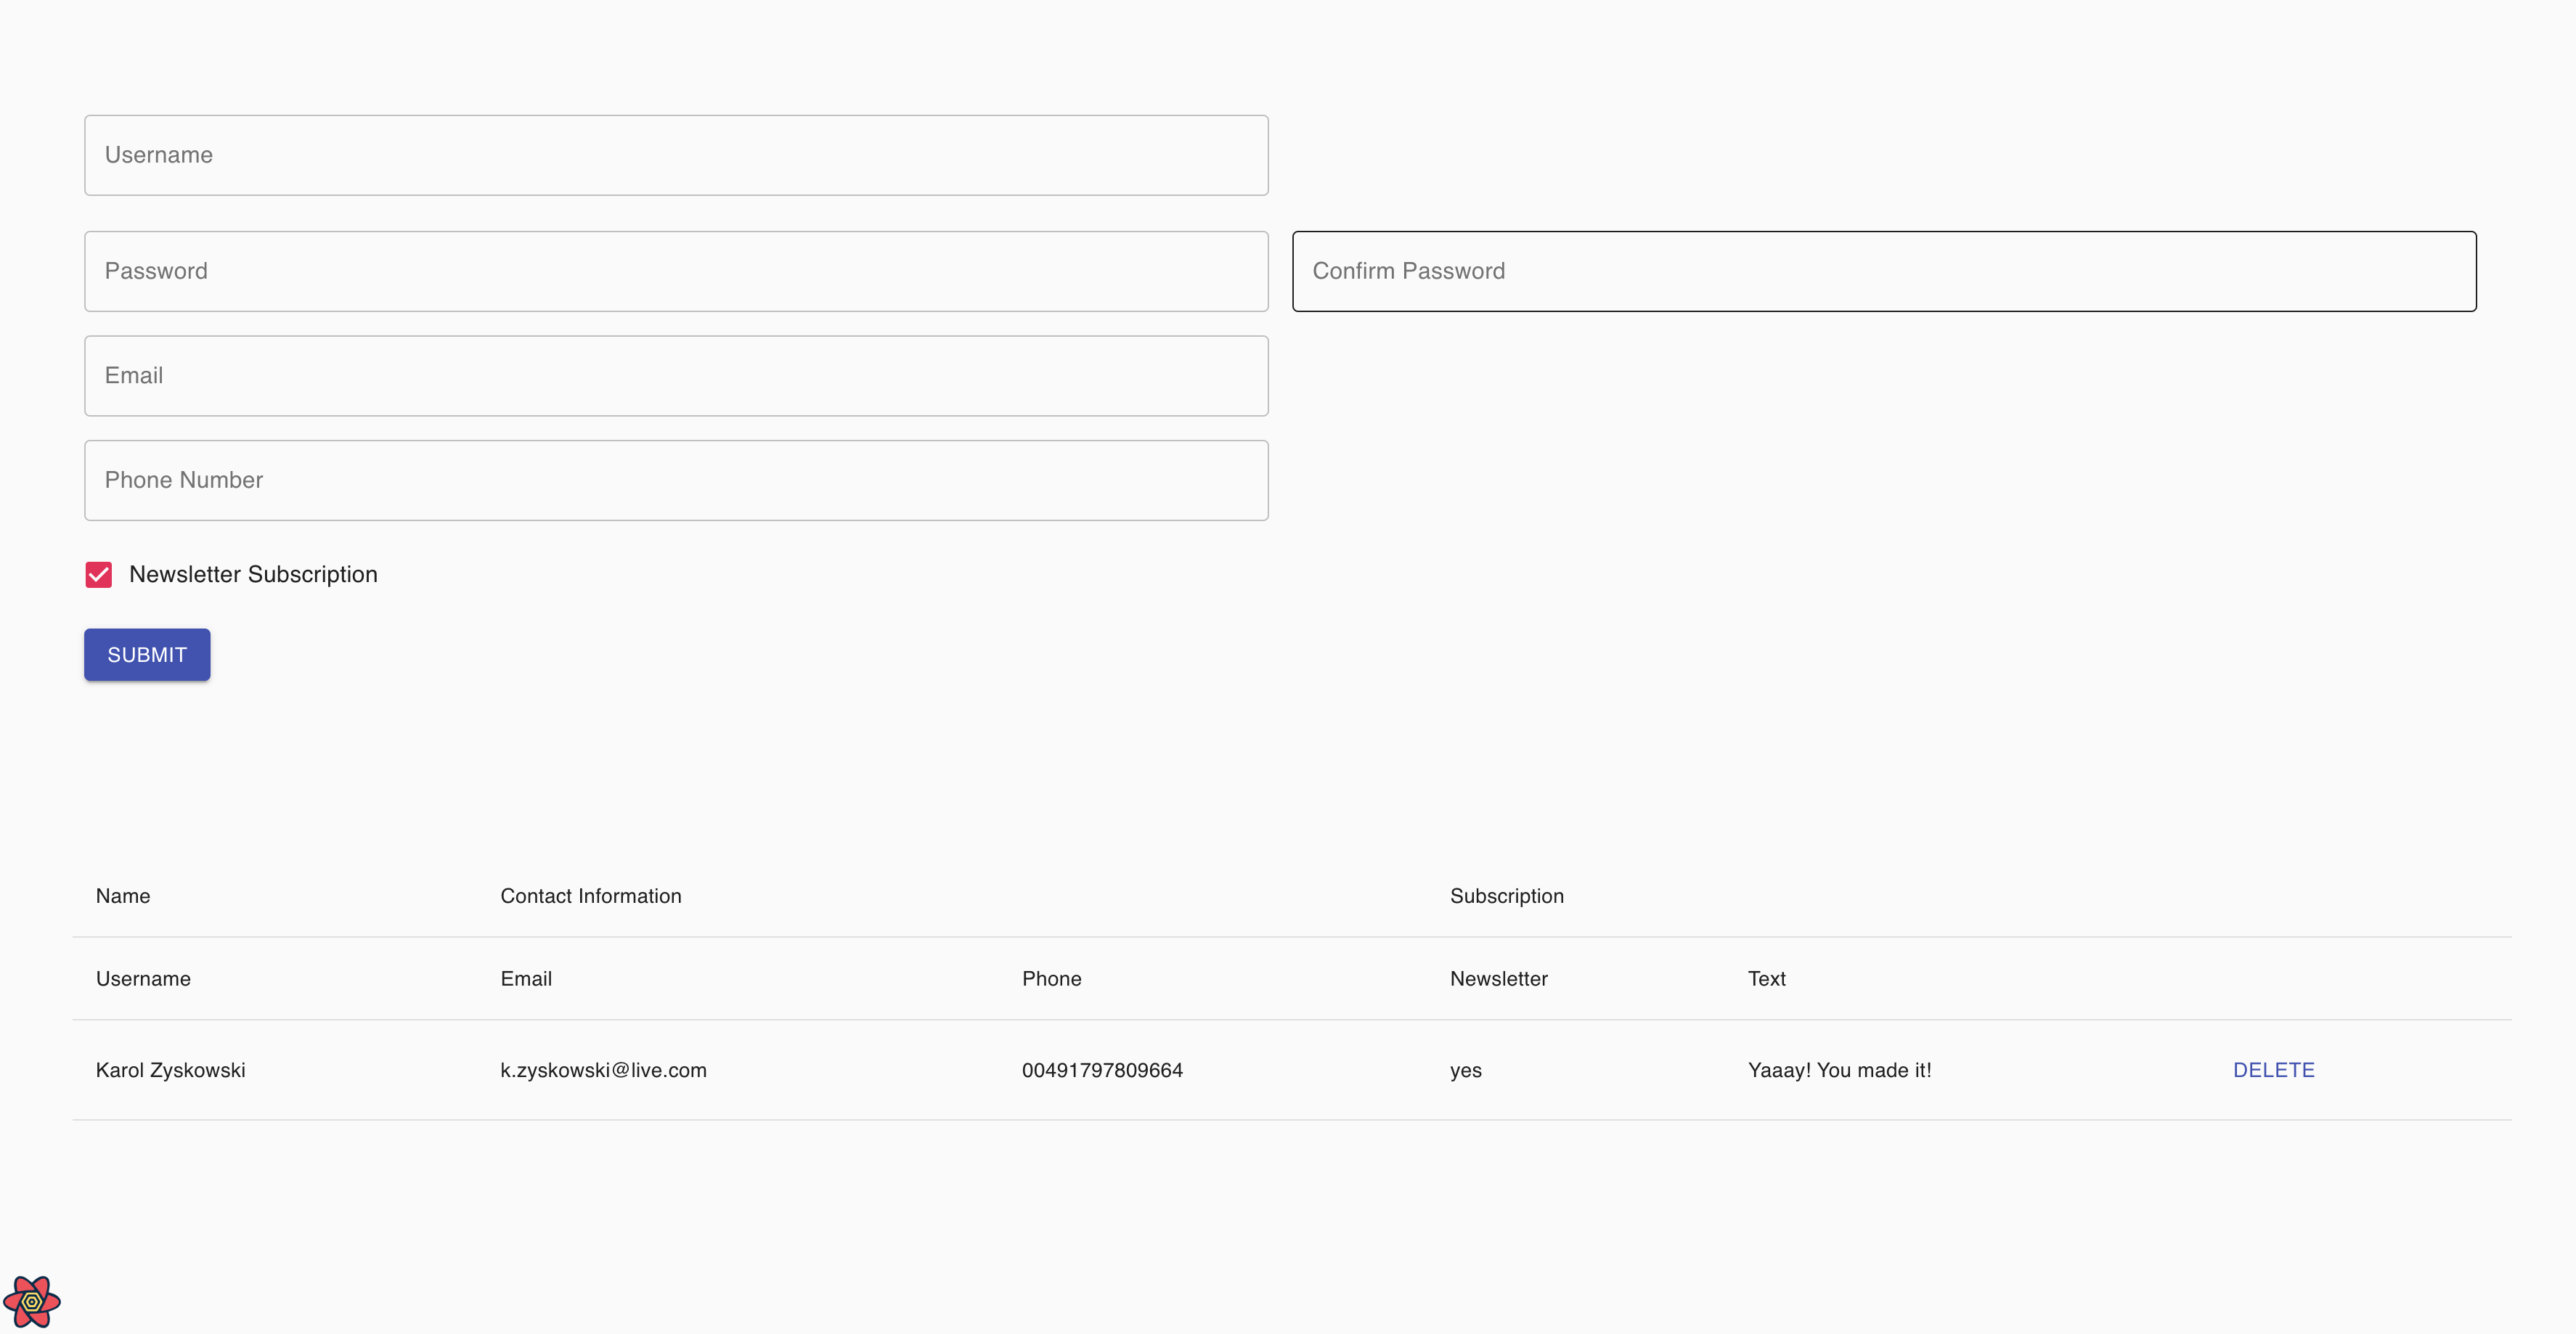 Username
Password Confirm Password
Email
Phone Number
Newsletter Subscription
SUBMIT
Name Contact Information Subscription
Username Email Phone Newsletter Text
Karol Zyskowski k.zyskowski@live.com 00491797809664 yes Yaaay! You made it! DELETE